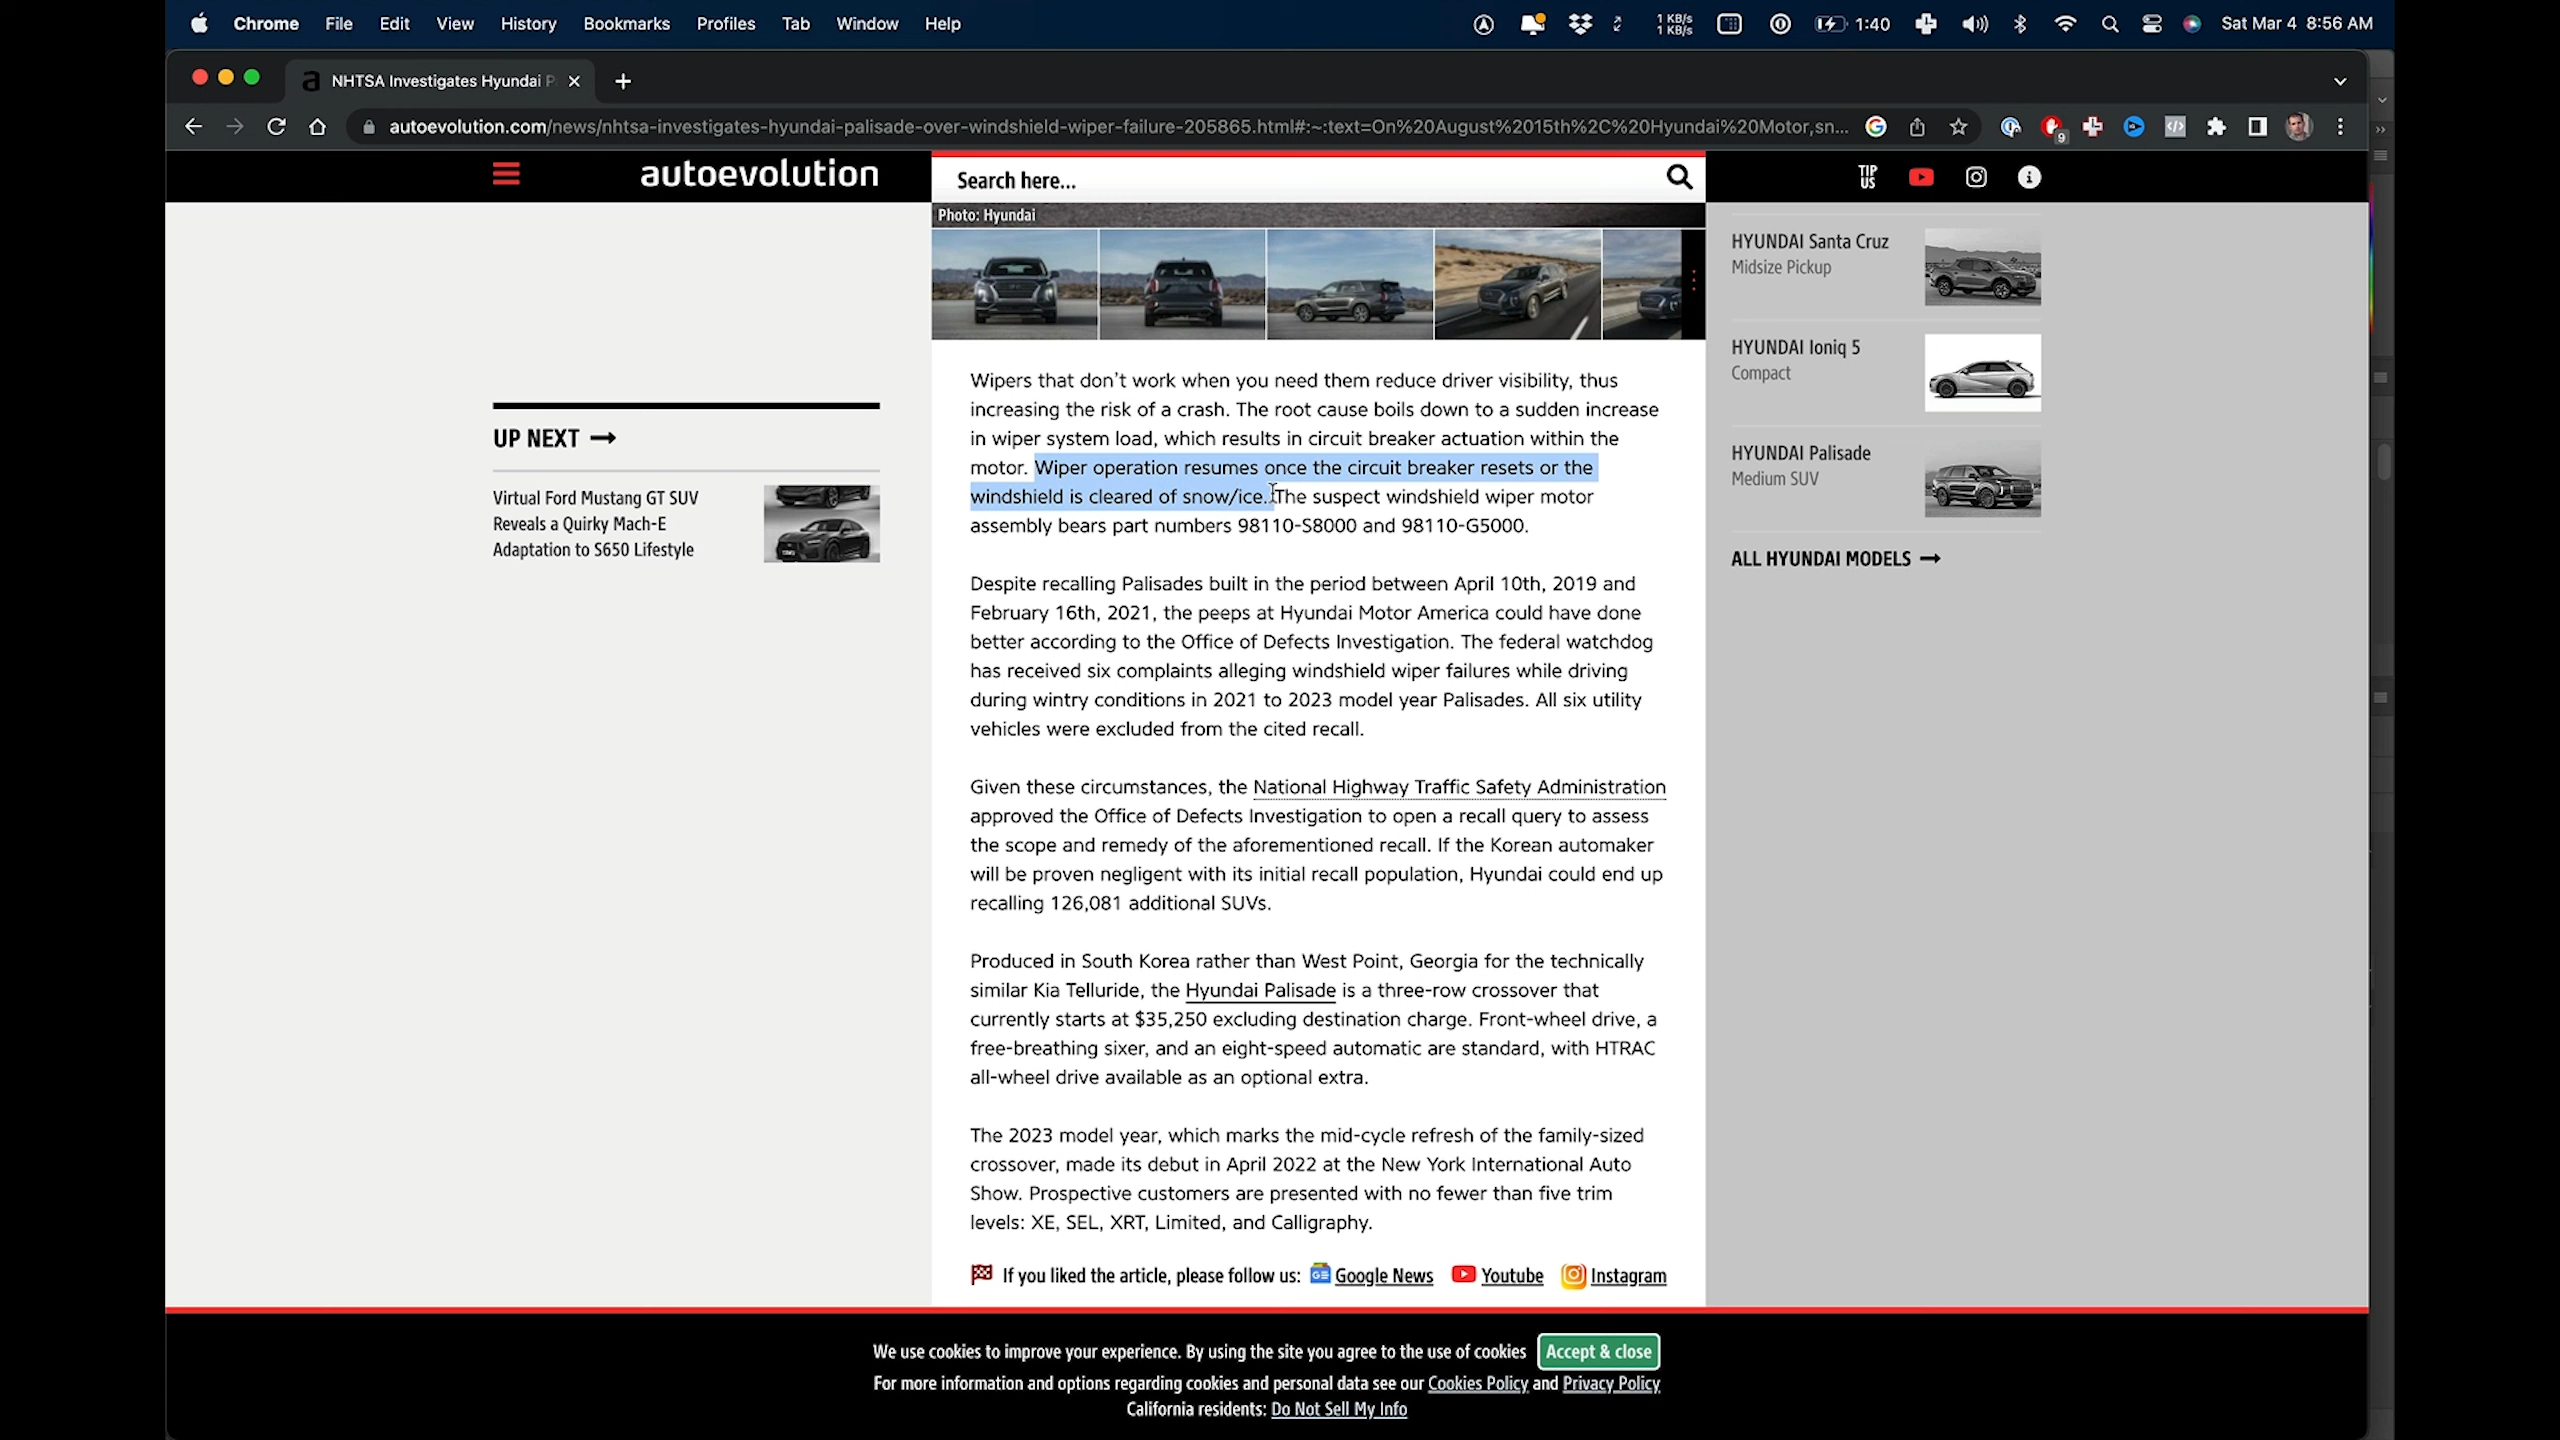 Chrome File Edit View History Bookmarks Profiles Tab Window Help
1 KB/s
1 KB/s
1:40
Sat Mar 4 8:56 AM
NHTSA Investigates Hyundai P
autoevolution.com/news/nhtsa-investigates-hyundai-palisade-over-windshield-wiper-failure-205865.html#:~:text=On%20August%2015th%2C%20Hyundai%20Motor,sn...
9
autoevolution
Search here...
TIP
US
Photo: Hyundai
UP NEXT →
Virtual Ford Mustang GT SUV
Reveals a Quirky Mach-E
Adaptation to S650 Lifestyle
Wipers that don't work when you need them reduce driver visibility, thus
increasing the risk of a crash. The root cause boils down to a sudden increase
in wiper system load, which results in circuit breaker actuation within the
motor. Wiper operation resumes once the circuit breaker resets or the
windshield is cleared of snow/ice. The suspect windshield wiper motor
assembly bears part numbers 98110-S8000 and 98110-G5000.
Despite recalling Palisades built in the period between April 10th, 2019 and
February 16th, 2021, the peeps at Hyundai Motor America could have done
better according to the Office of Defects Investigation. The federal watchdog
has received six complaints alleging windshield wiper failures while driving
during wintry conditions in 2021 to 2023 model year Palisades. All six utility
vehicles were excluded from the cited recall.
Given these circumstances, the National Highway Traffic Safety Administration
approved the Office of Defects Investigation to open a recall query to assess
the scope and remedy of the aforementioned recall. If the Korean automaker
will be proven negligent with its initial recall population, Hyundai could end up
recalling 126,081 additional SUVs.
Produced in South Korea rather than West Point, Georgia for the technically
similar Kia Telluride, the Hyundai Palisade is a three-row crossover that
currently starts at $35,250 excluding destination charge. Front-wheel drive, a
free-breathing sixer, and an eight-speed automatic are standard, with HTRAC
all-wheel drive available as an optional extra.
The 2023 model year, which marks the mid-cycle refresh of the family-sized
crossover, made its debut in April 2022 at the New York International Auto
Show. Prospective customers are presented with no fewer than five trim
levels: XE, SEL, XRT, Limited, and Calligraphy.
If you liked the article, please follow us: Google News Youtube Instagram
HYUNDAI Santa Cruz
Midsize Pickup
HYUNDAI Ioniq 5
Compact
HYUNDAI Palisade
Medium SUV
ALL HYUNDAI MODELS →
We use cookies to improve your experience. By using the site you agree to the use of cookies Accept & close
For more information and options regarding cookies and personal data see our Cookies Policy and Privacy Policy
California residents: Do Not Sell My Info